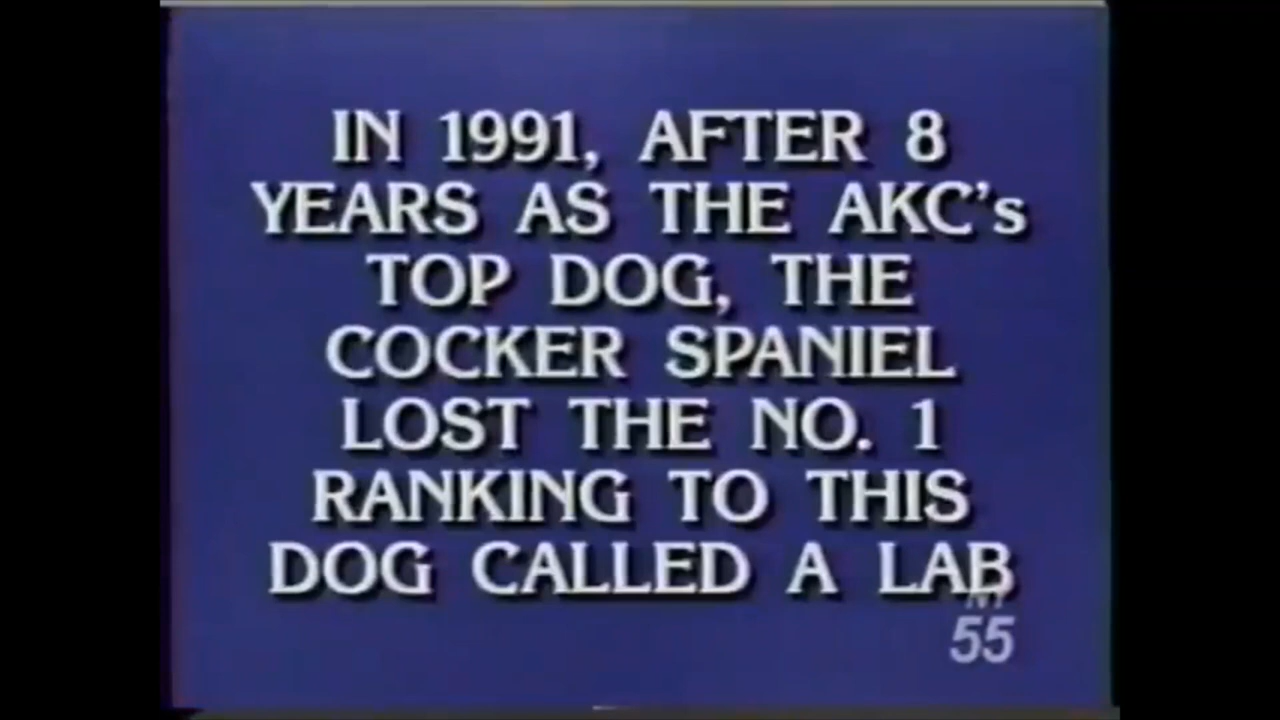 IN 1991, AFTER 8
YEARS AS THE AKC's
TOP DOG, THE
COCKER SPANIEL
LOST THE NO. 1
RANKING TO THIS
DOG CALLED A LAB
NY
55